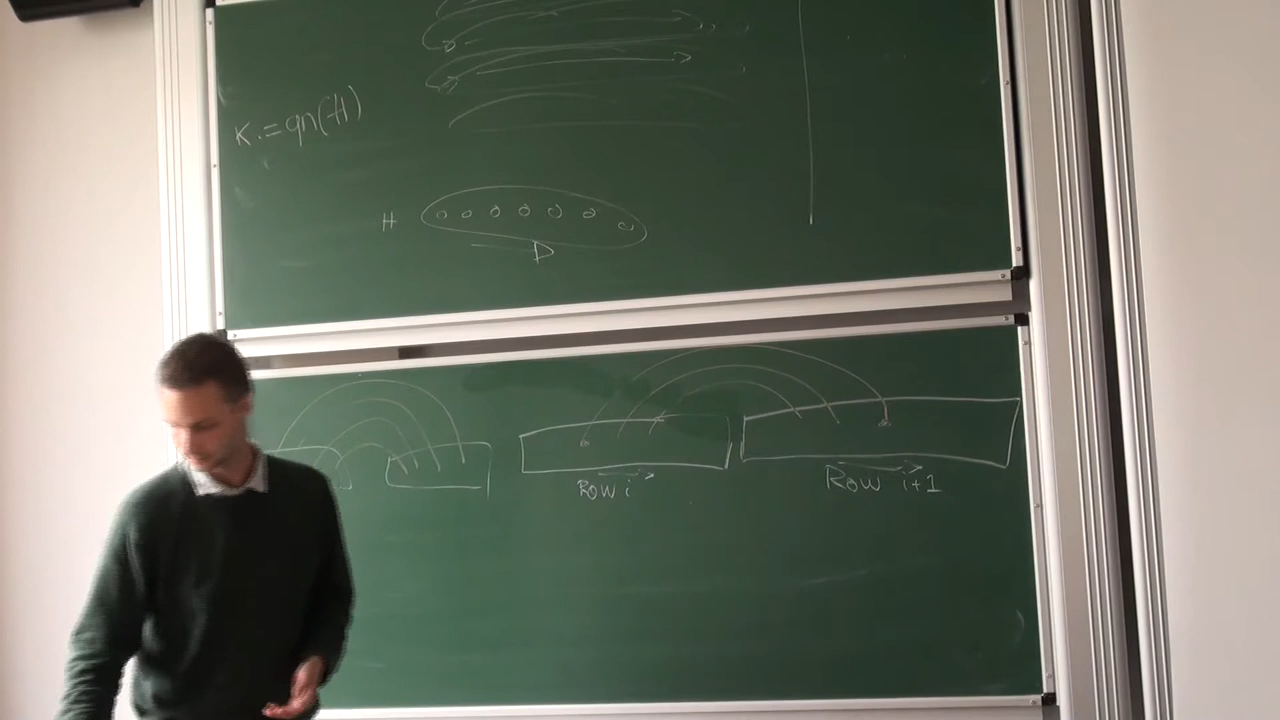 K := qn(H)
H
D
Row i
Row i+1